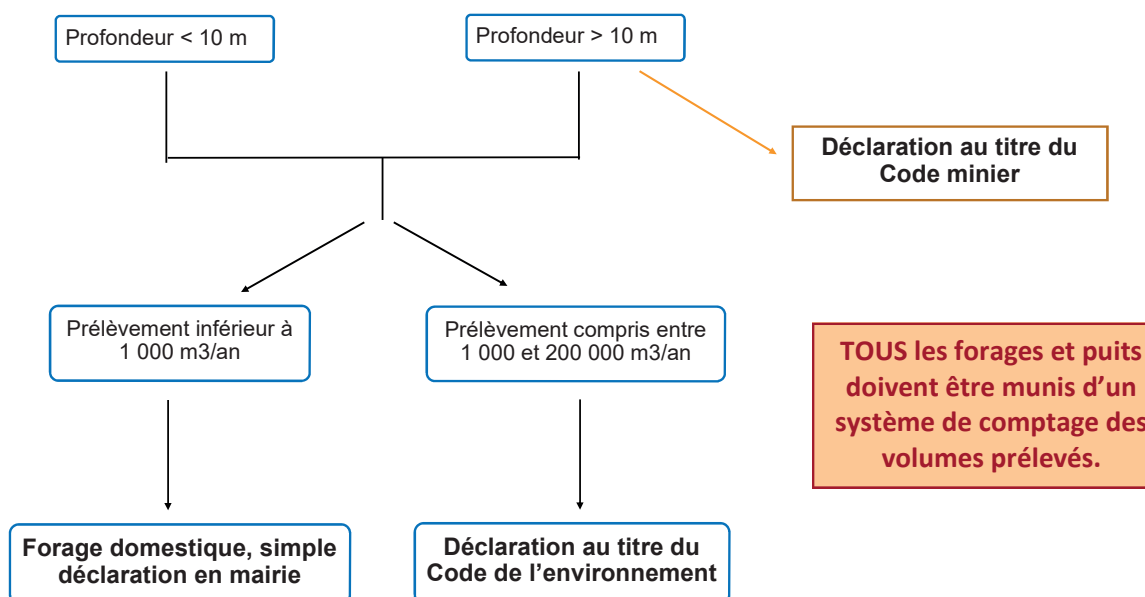 Profondeur < 10 m
Profondeur > 10 m
Déclaration au titre du
Code minier
Prélèvement inférieur à
1 000 m3/an
Prélèvement compris entre
1 000 et 200 000 m3/an
TOUS les forages et puits
doivent être munis d’un
système de comptage des
volumes prélevés.
Forage domestique, simple
déclaration en mairie
Déclaration au titre du
Code de l’environnement